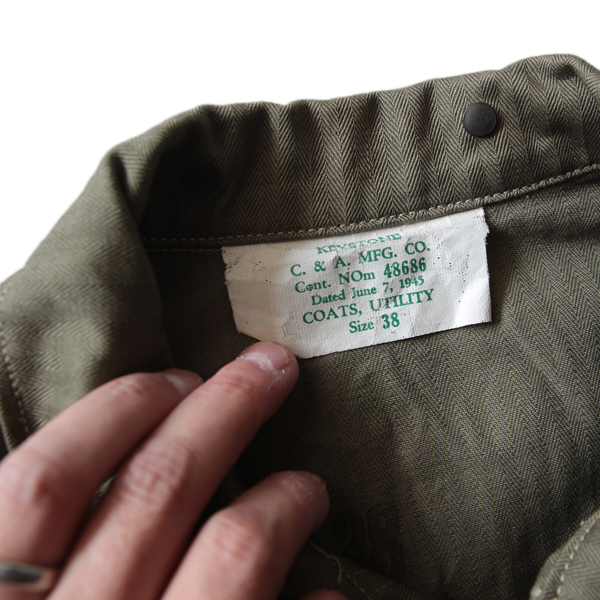 KEYSTONE
C. & A. MFG. CO.
Cont. NOm 48686
Dated June 7, 1945
COATS, UTILITY
Size 38